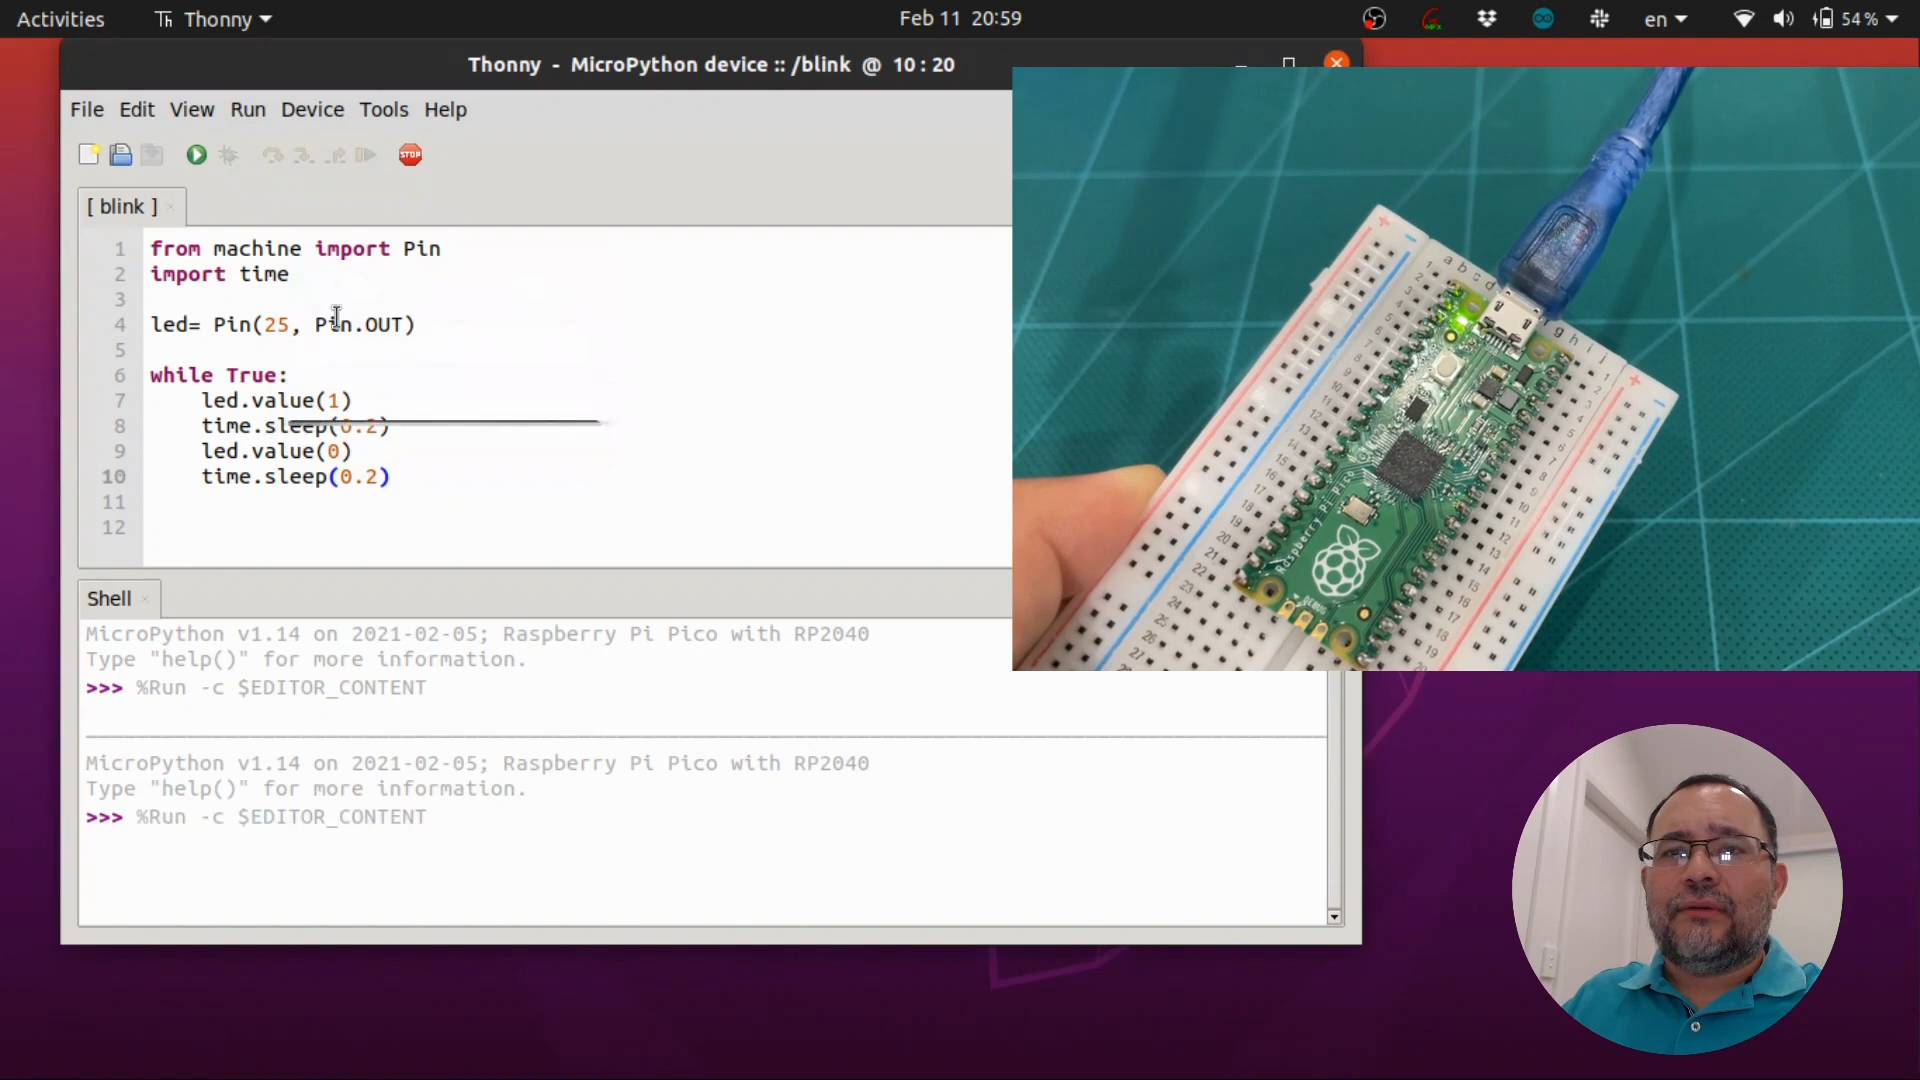 Activities
Thonny
Feb 11 20:59
en
54 %
Thonny - MicroPython device :: /blink @ 10 : 20
File Edit View Run Device Tools Help
STOP
[ blink ]
1 from machine import Pin
2 import time
3
4 led= Pin(25, Pin.OUT)
5
6 while True:
7 led.value(1)
8 time.sleep(0.2)
9 led.value(0)
10 time.sleep(0.2)
11
12
Shell
MicroPython v1.14 on 2021-02-05; Raspberry Pi Pico with RP2040
Type "help()" for more information.
>>> %Run -c $EDITOR_CONTENT
MicroPython v1.14 on 2021-02-05; Raspberry Pi Pico with RP2040
Type "help()" for more information.
>>> %Run -c $EDITOR_CONTENT
Raspberry Pi Pico
DEBUG